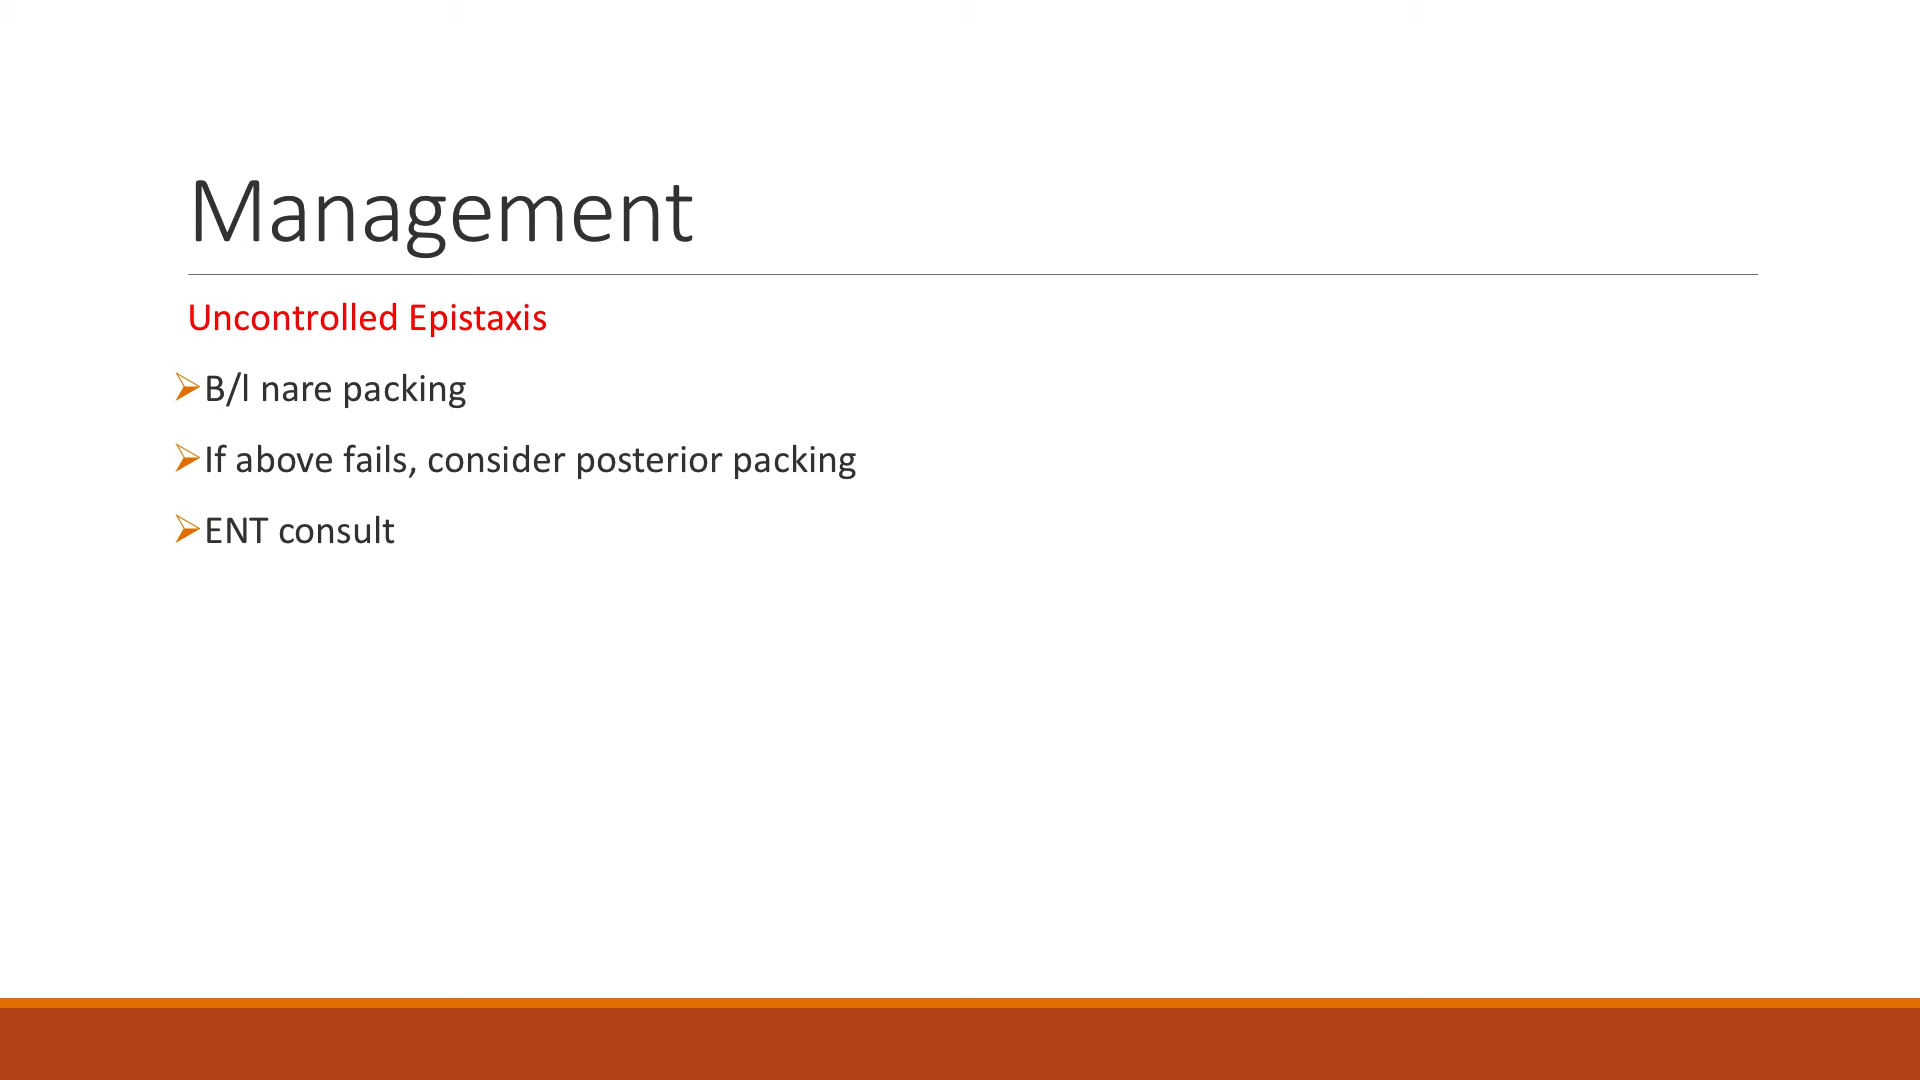 Management
Uncontrolled Epistaxis
➢B/l nare packing
➢If above fails, consider posterior packing
➢ENT consult